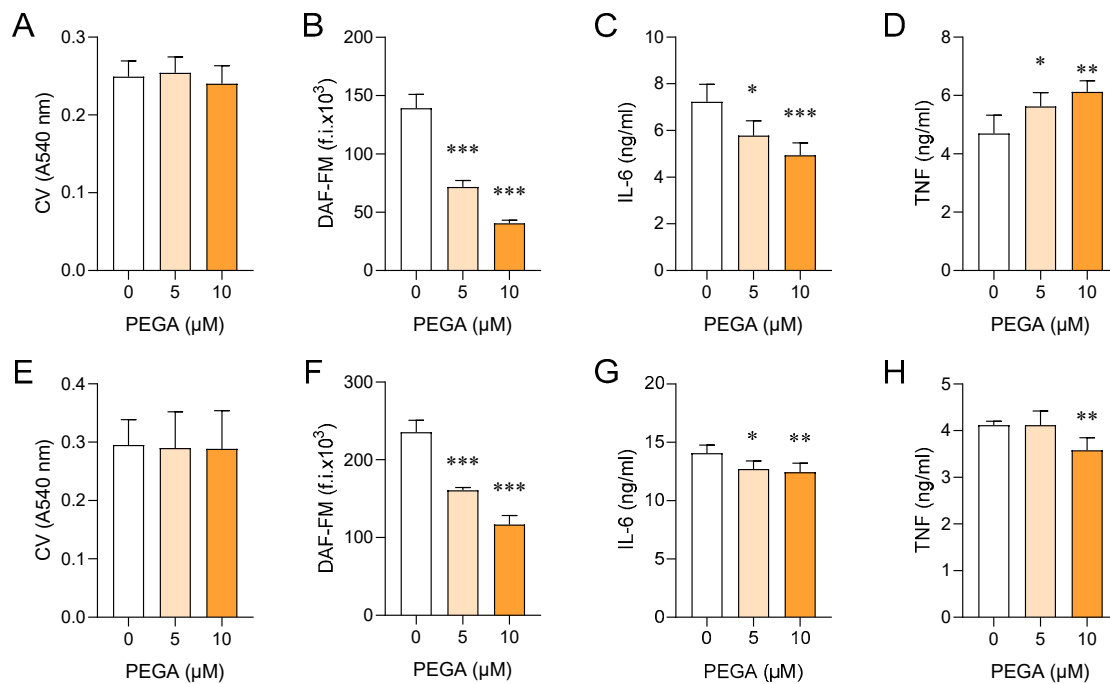 A
CV (A540 nm)
0.3
0.2
0.1
0.0
0 5 10
PEGA (µM)
B
DAF-FM (f.i.x10³)
200
150
100
50
0
***
***
0 5 10
PEGA (µM)
C
IL-6 (ng/ml)
10
8
6
4
2
0
*
***
0 5 10
PEGA (µM)
D
TNF (ng/ml)
8
6
4
2
0
*
**
0 5 10
PEGA (µM)
E
CV (A540 nm)
0.4
0.3
0.2
0.1
0.0
0 5 10
PEGA (µM)
F
DAF-FM (f.i.x10³)
300
200
100
0
***
***
0 5 10
PEGA (µM)
G
IL-6 (ng/ml)
20
15
10
5
0
*
**
0 5 10
PEGA (µM)
H
TNF (ng/ml)
5
4
3
2
1
0
**
0 5 10
PEGA (µM)